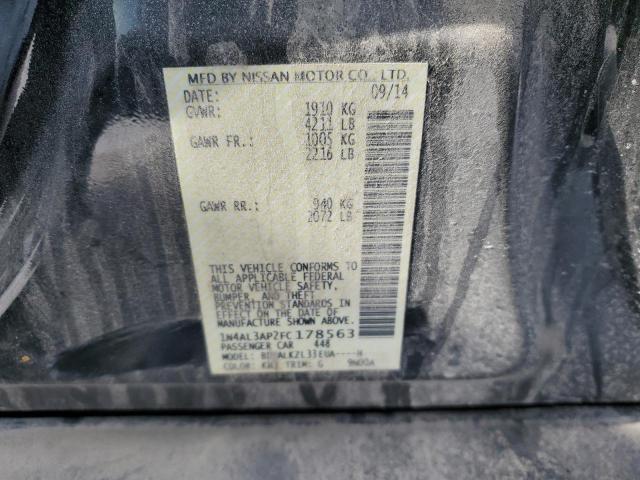 MFD BY NISSAN MOTOR CO., LTD.
DATE: 09/14
GVWR: 1910 KG
4211 LB
GAWR FR.: 1005 KG
2216 LB
GAWR RR.: 940 KG
2072 LB
THIS VEHICLE CONFORMS TO
ALL APPLICABLE FEDERAL
MOTOR VEHICLE SAFETY,
BUMPER, AND THEFT
PREVENTION STANDARDS IN
EFFECT ON THE DATE OF
MANUFACTURE SHOWN ABOVE.
1N4AL3AP2FC178563
PASSENGER CAR 448
MODEL:
COLOR: TRIM: G 9N00A